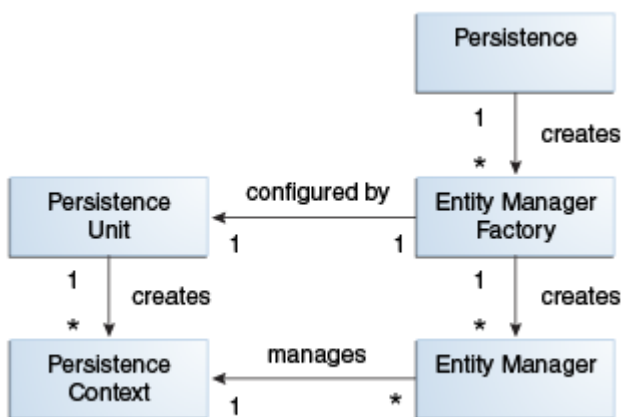 Persistence
1
creates
*
Persistence
Unit
configured by
1
1
Entity Manager
Factory
1
creates
*
1
creates
*
Persistence
Context
manages
1
*
Entity Manager